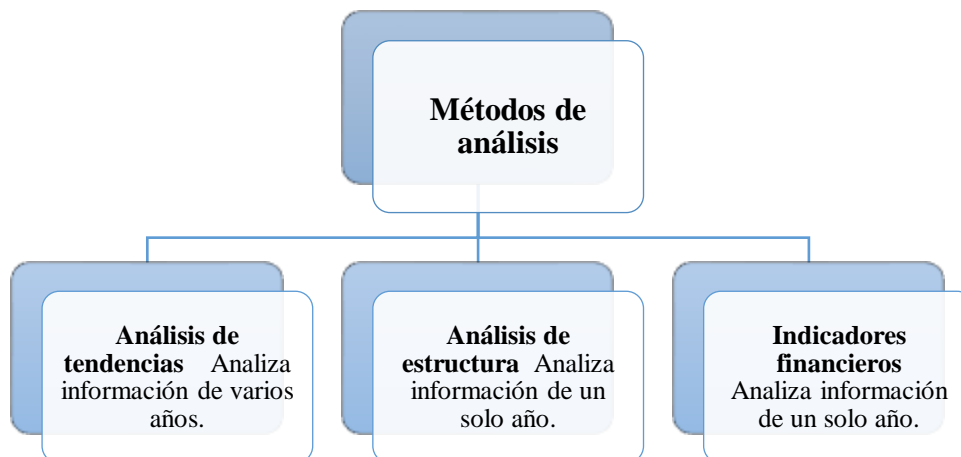 Métodos de
análisis
Análisis de
tendencias Analiza
información de varios
años.
Análisis de
estructura Analiza
información de un
solo año.
Indicadores
financieros
Analiza información
de un solo año.